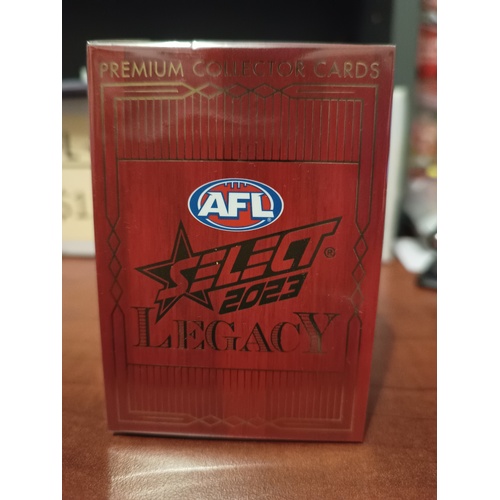 PREMIUM COLLECTOR CARDS
AFL
SELECT
2023
LEGACY